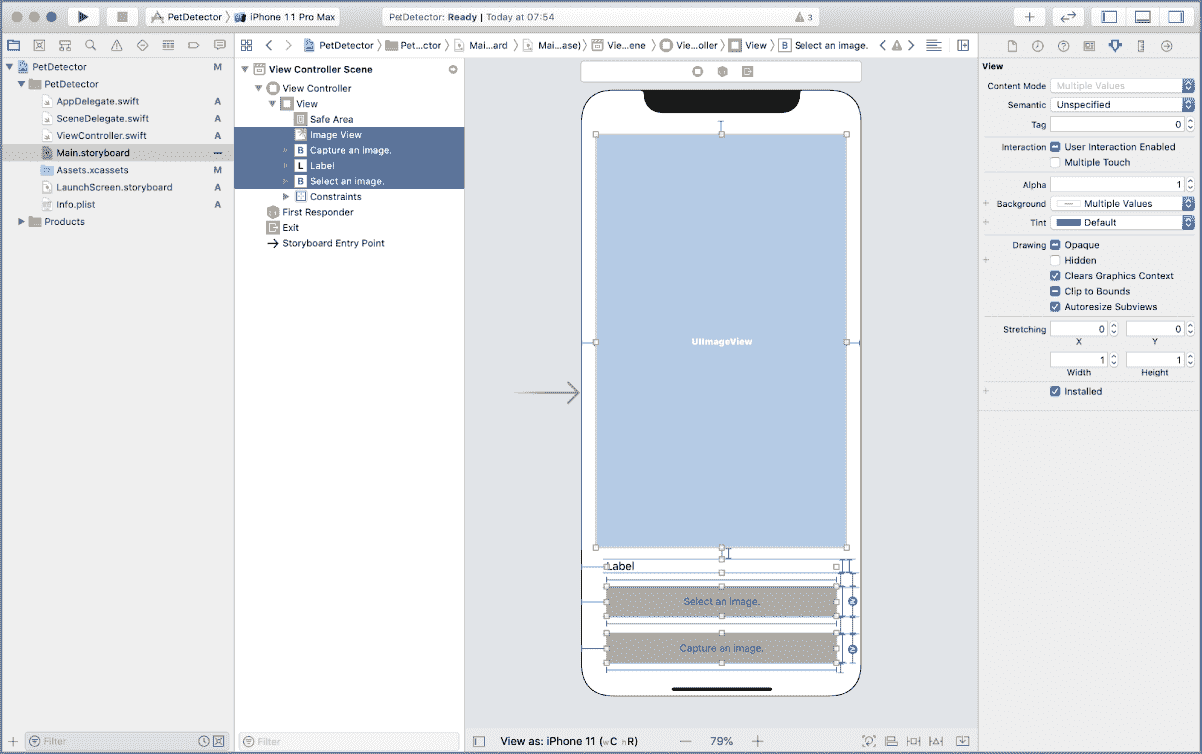 PetDetector iPhone 11 Pro Max PetDetector: Ready | Today at 07:54 3
PetDetector Pet...ctor Mai...ard Mai...ase) Vie...ene Vie...oller View B Select an image.
PetDetector M
PetDetector
AppDelegate.swift A
SceneDelegate.swift A
ViewController.swift A
Main.storyboard
Assets.xcassets M
LaunchScreen.storyboard A
Info.plist A
Products
Filter
View Controller Scene
View Controller
View
Safe Area
Image View
B Capture an image.
L Label
B Select an image.
Constraints
First Responder
Exit
Storyboard Entry Point
Filter
UIImageView
Label
Select an image.
Capture an image.
View as: iPhone 11 (wC hR) 79%
View
Content Mode Multiple Values
Semantic Unspecified
Tag 0
Interaction User Interaction Enabled
Multiple Touch
Alpha 1
Background Multiple Values
Tint Default
Drawing Opaque
Hidden
Clears Graphics Context
Clip to Bounds
Autoresize Subviews
Stretching 0 0
X Y
1 1
Width Height
Installed